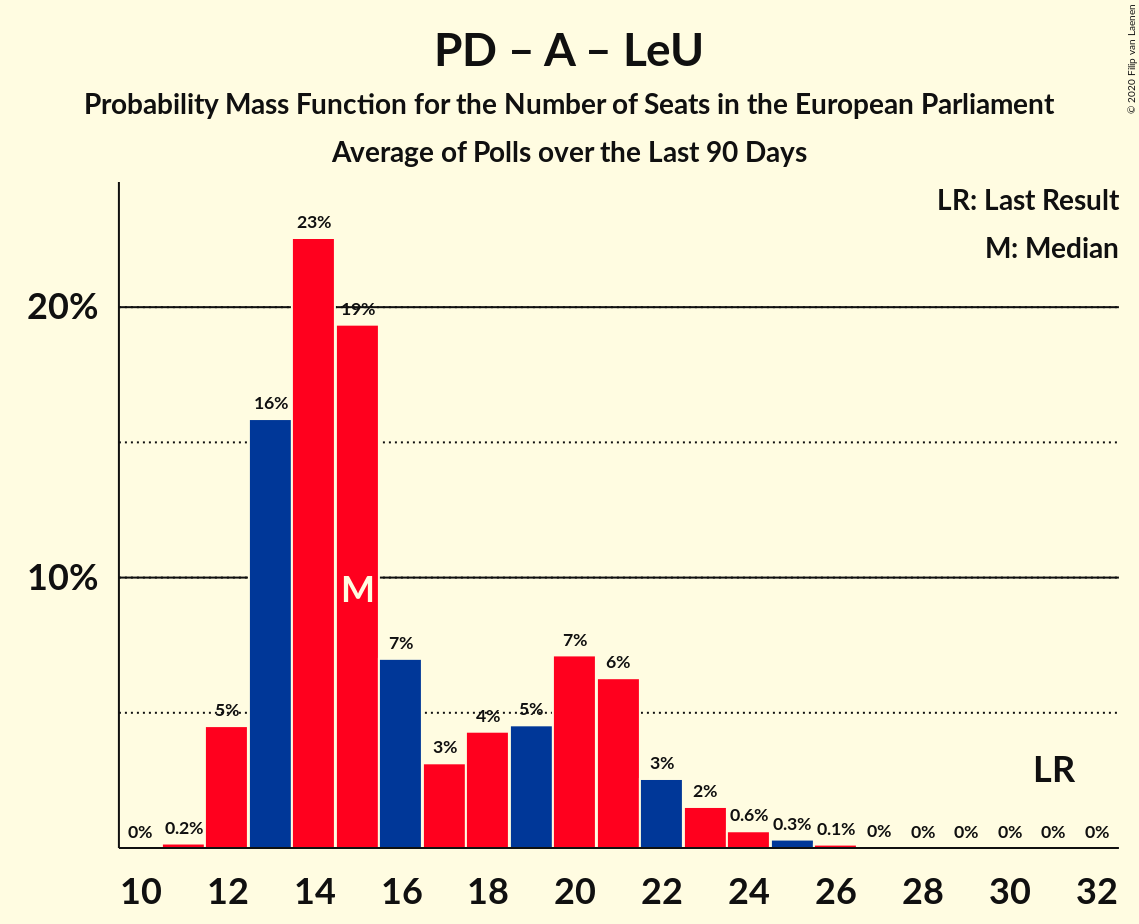 PD – A – LeU
Probability Mass Function for the Number of Seats in the European Parliament
Average of Polls over the Last 90 Days
© 2020 Filip van Laenen
LR: Last Result
M: Median
20%
10%
0%
0.2%
5%
16%
23%
19%
7%
3%
4%
5%
7%
6%
3%
2%
0.6%
0.3%
0.1%
0%
0%
0%
0%
0%
0%
M
LR
10 12 14 16 18 20 22 24 26 28 30 32